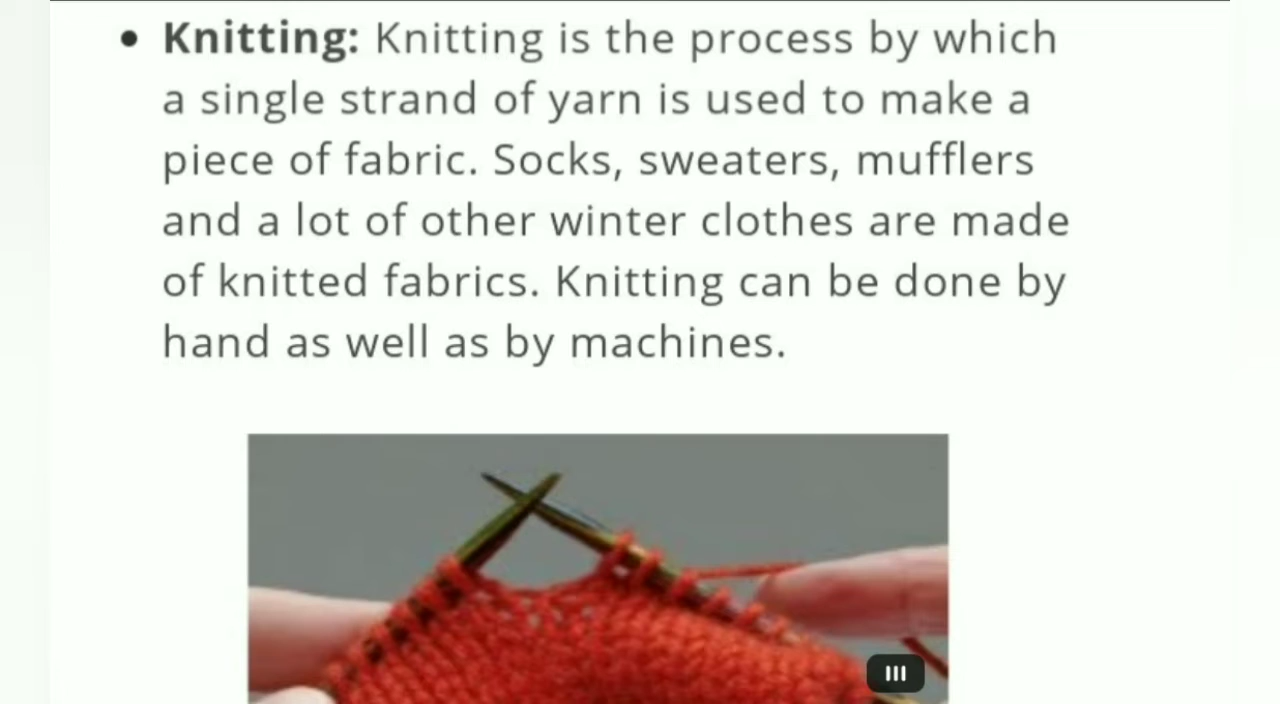 • Knitting: Knitting is the process by which
a single strand of yarn is used to make a
piece of fabric. Socks, sweaters, mufflers
and a lot of other winter clothes are made
of knitted fabrics. Knitting can be done by
hand as well as by machines.